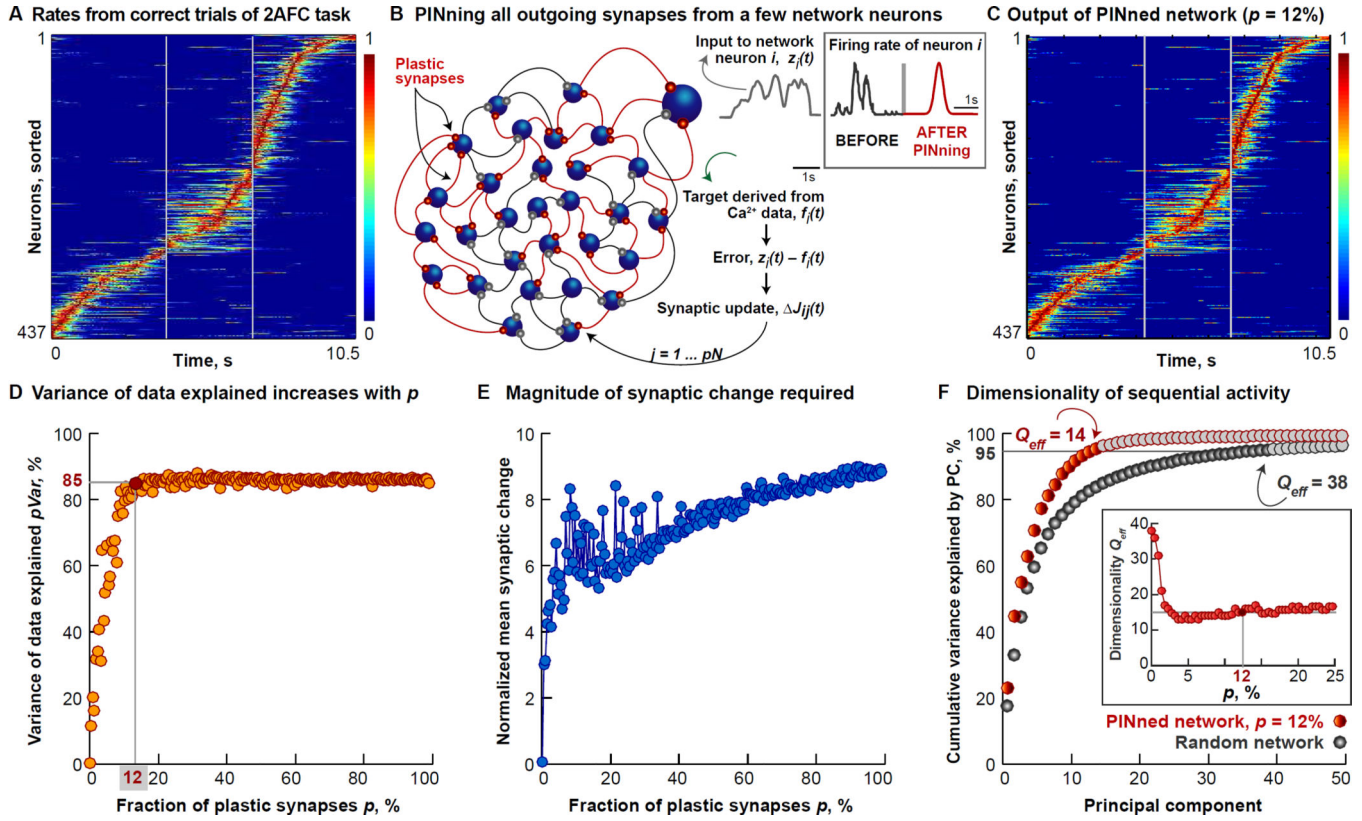 A Rates from correct trials of 2AFC task
1
Neurons, sorted
437
0
10.5
Time, s
1
0
B PINning all outgoing synapses from a few network neurons
Plastic
synapses
Input to network
neuron i, zi(t)
1s
Firing rate of neuron i
1s
BEFORE
AFTER
PINning
Target derived from
Ca2+ data, fi(t)
Error, zi(t) – fi(t)
Synaptic update, ΔJij(t)
j = 1 ... pN
C Output of PINned network (p = 12%)
1
Neurons, sorted
437
0
10.5
Time, s
1
0
D Variance of data explained increases with p
Variance of data explained pVar, %
100
85
80
60
40
20
0
0 12 20 40 60 80 100
Fraction of plastic synapses p, %
E Magnitude of synaptic change required
Normalized mean synaptic change
10
8
6
4
2
0
0 20 40 60 80 100
Fraction of plastic synapses p, %
F Dimensionality of sequential activity
Cumulative variance explained by PC, %
100
95
80
60
40
20
0
Qeff = 14
Qeff = 38
Dimensionality Qeff
40
30
20
10
0
0 5 12 15 25
p, %
PINned network, p = 12%
Random network
0 10 20 30 40 50
Principal component